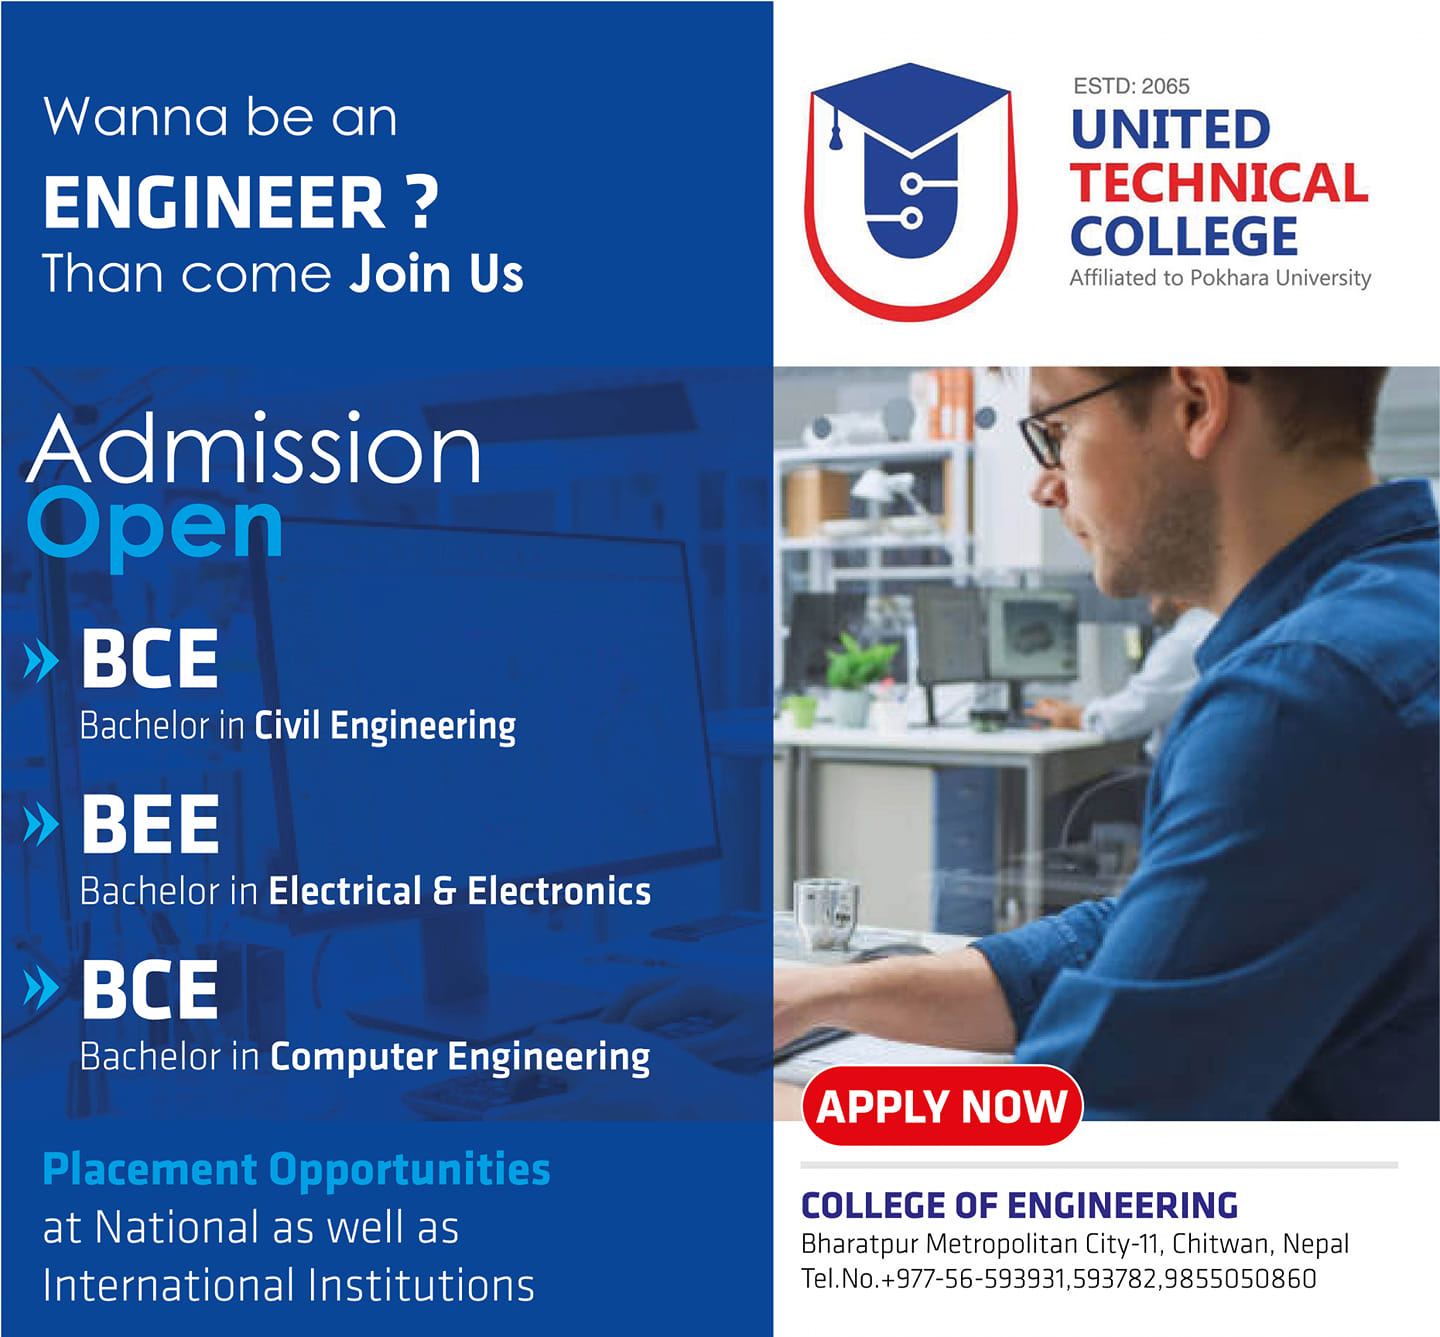 Wanna be an
ENGINEER ?
Than come Join Us
ESTD: 2065
UNITED
TECHNICAL
COLLEGE
Affiliated to Pokhara University
Admission
Open
BCE
Bachelor in Civil Engineering
BEE
Bachelor in Electrical & Electronics
BCE
Bachelor in Computer Engineering
Placement Opportunities
at National as well as
International Institutions
APPLY NOW
COLLEGE OF ENGINEERING
Bharatpur Metropolitan City-11, Chitwan, Nepal
Tel.No.+977-56-593931,593782,9855050860